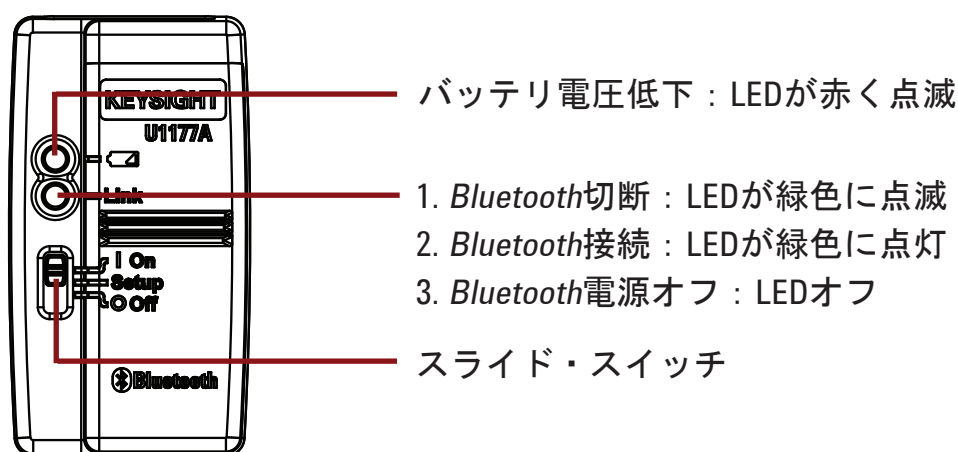 KEYSIGHT
U1177A
Link
I On
Setup
O Off
Bluetooth
バッテリ電圧低下：LEDが赤く点滅
1. Bluetooth切断：LEDが緑色に点滅
2. Bluetooth接続：LEDが緑色に点灯
3. Bluetooth電源オフ：LEDオフ
スライド・スイッチ